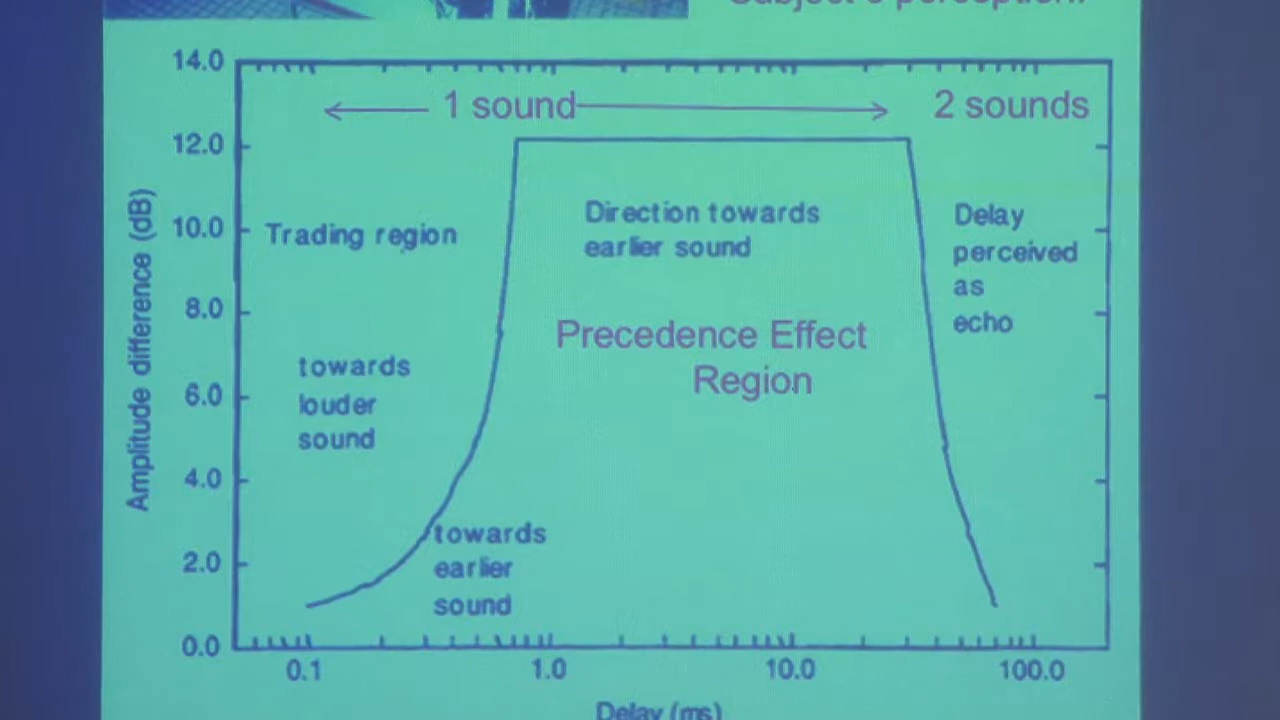 14.0
1 sound
2 sounds
12.0
Direction towards
earlier sound
Delay
perceived
as
echo
10.0
Trading region
8.0
Precedence Effect
Region
towards
louder
sound
6.0
4.0
towards
earlier
sound
2.0
0.0
0.1 1.0 10.0 100.0
Amplitude difference (dB)
Delay (ms)